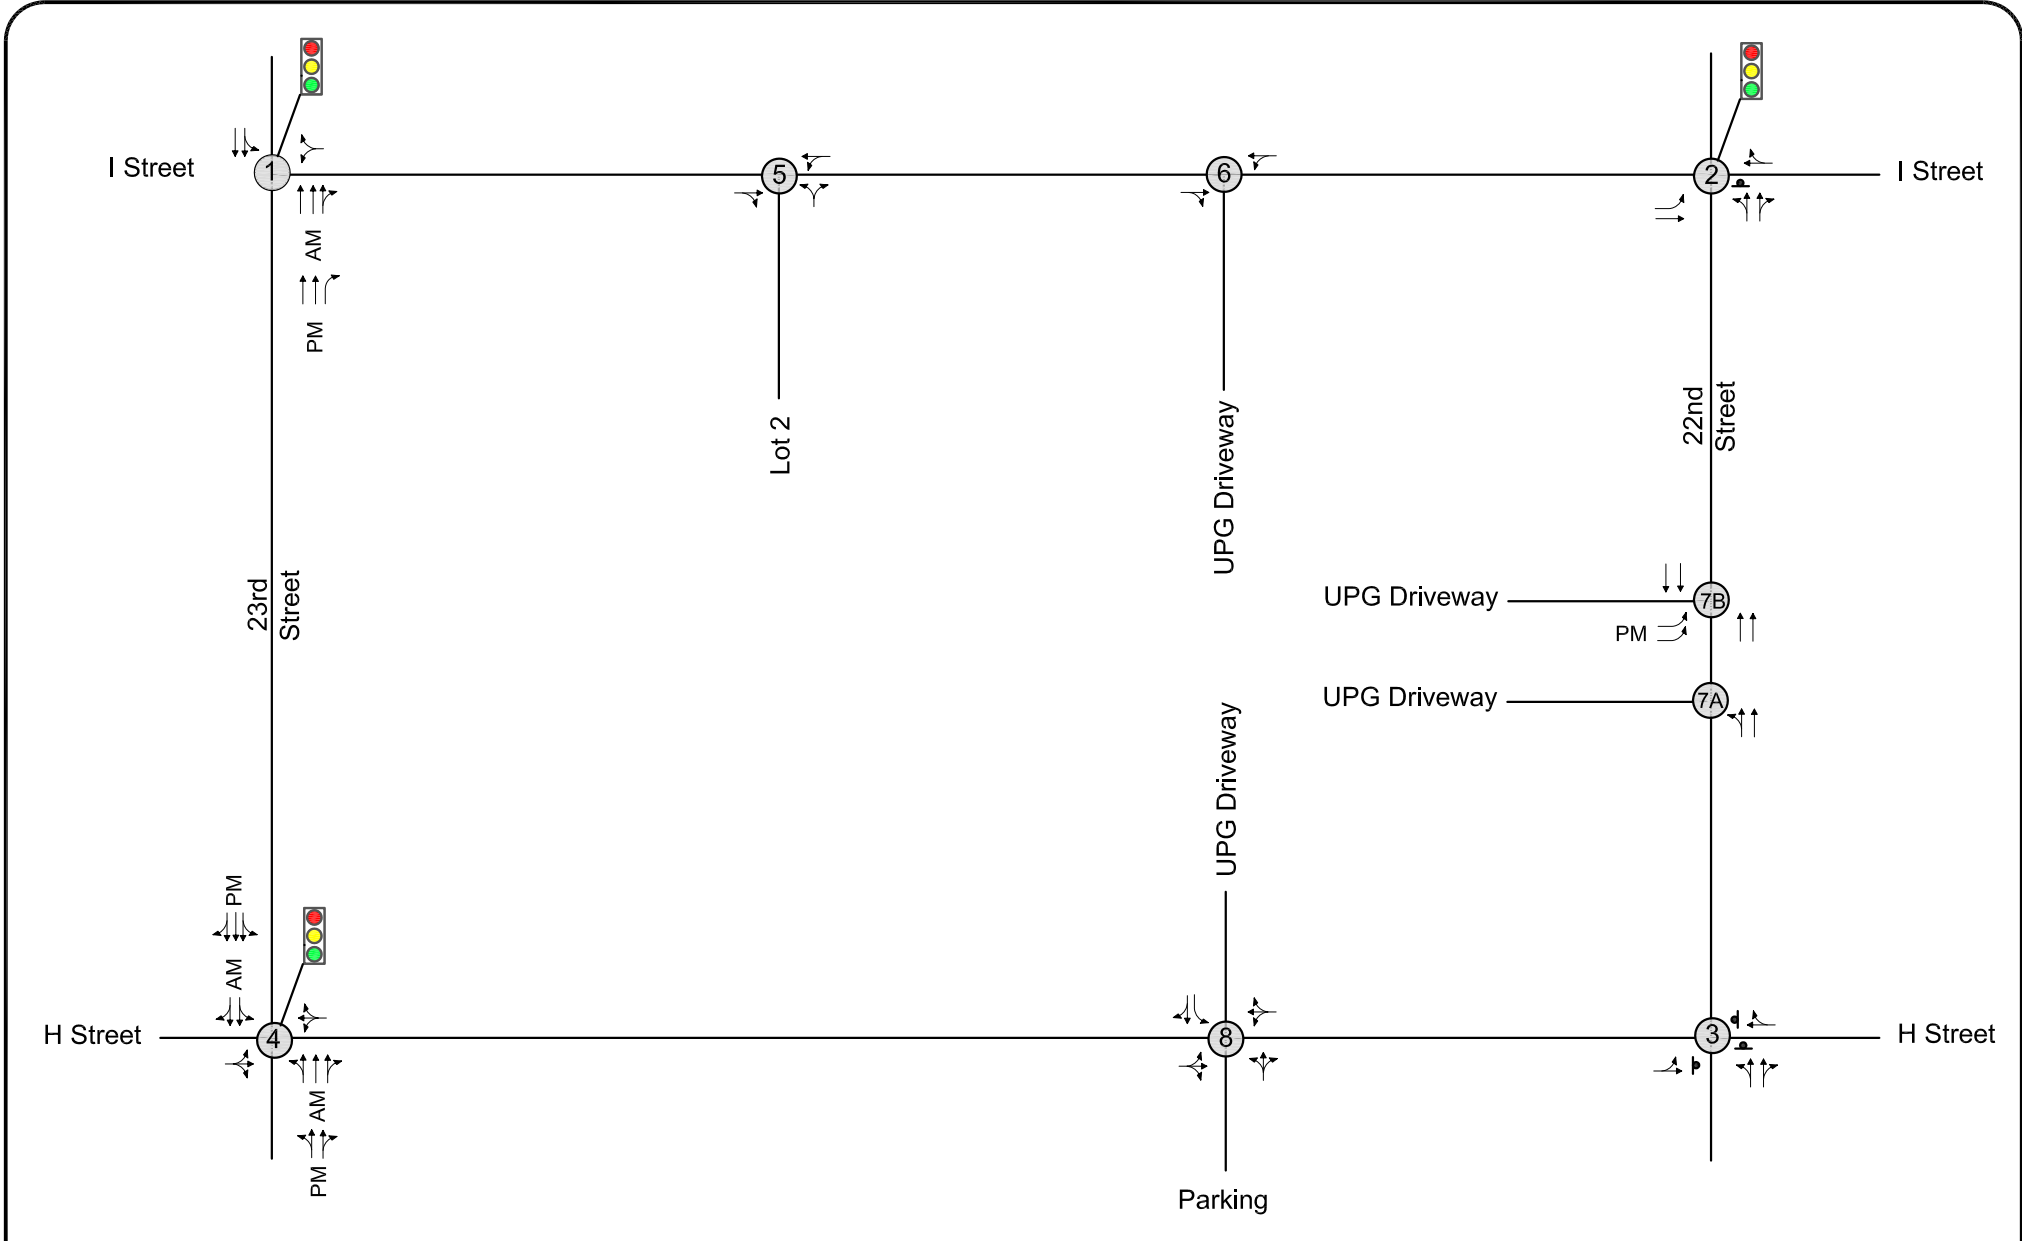 I Street
1
5
6
2
I Street
AM
PM
Lot 2
UPG Driveway
22nd
Street
23rd
Street
UPG Driveway
7B
PM
UPG Driveway
7A
UPG Driveway
PM
AM
H Street
4
8
3
H Street
AM
PM
Parking